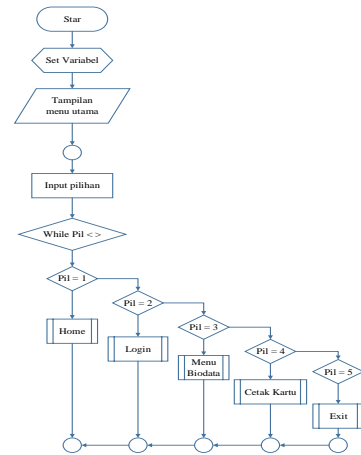 Star
Set Variabel
Tampilan
menu utama
Input pilihan
While Pil < >
Pil = 1
Pil = 2
Pil = 3
Pil = 4
Pil = 5
Home
Login
Menu
Biodata
Cetak Kartu
Exit